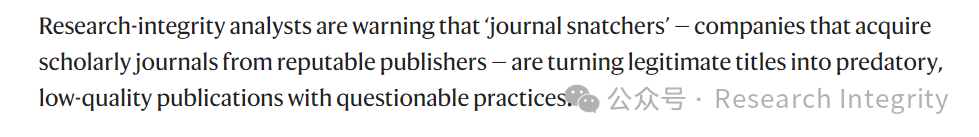 Research-integrity analysts are warning that ‘journal snatchers’ — companies that acquire
scholarly journals from reputable publishers — are turning legitimate titles into predatory,
low-quality publications with questionable practices.
公众号 · Research Integrity